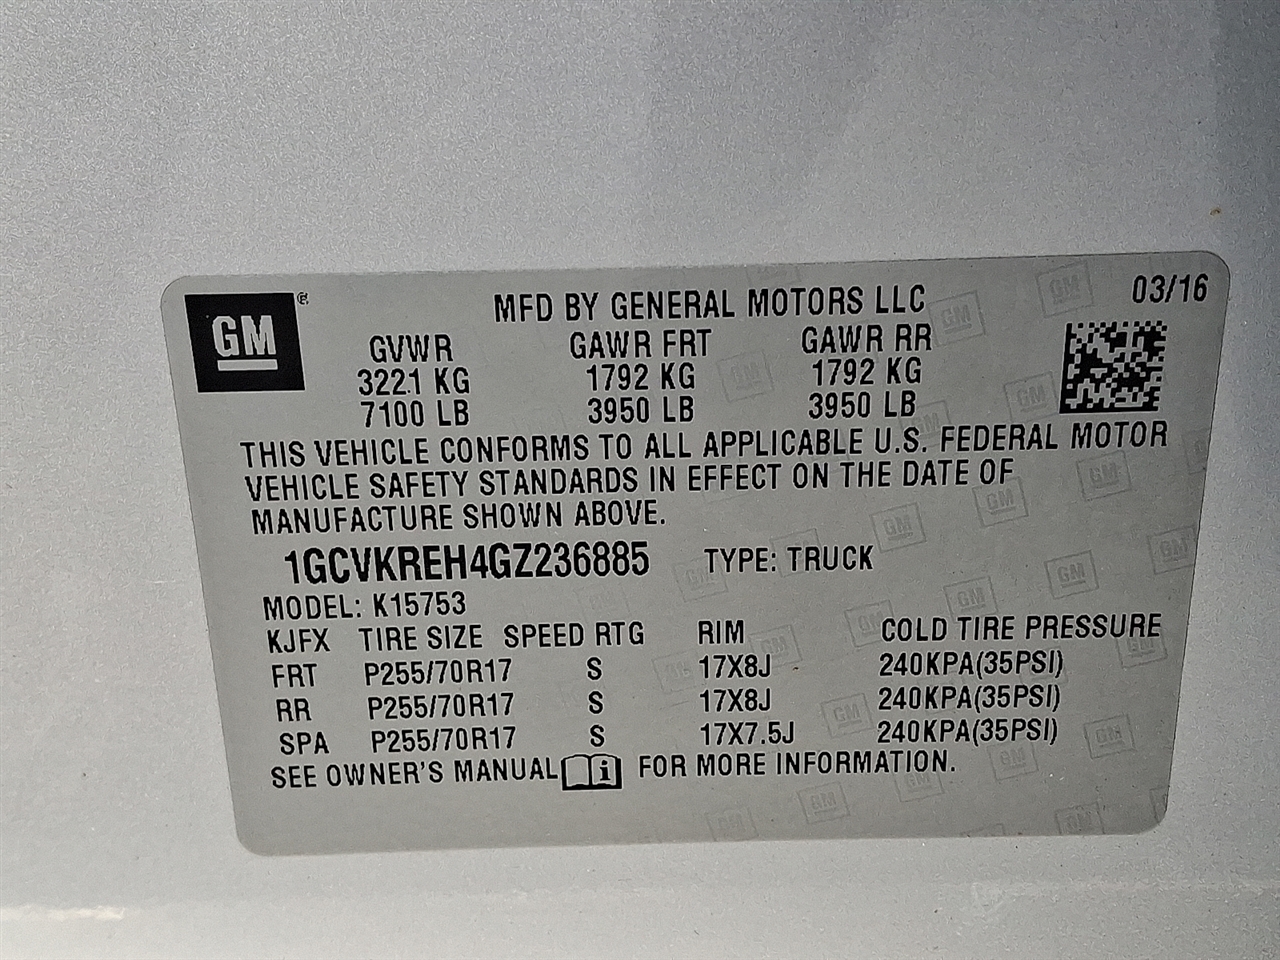 GM ® MFD BY GENERAL MOTORS LLC 03/16
GVWR GAWR FRT GAWR RR
3221 KG 1792 KG 1792 KG
7100 LB 3950 LB 3950 LB
THIS VEHICLE CONFORMS TO ALL APPLICABLE U.S. FEDERAL MOTOR
VEHICLE SAFETY STANDARDS IN EFFECT ON THE DATE OF
MANUFACTURE SHOWN ABOVE.
1GCVKREH4GZ236885 TYPE: TRUCK
MODEL: K15753
KJFX TIRE SIZE SPEED RTG RIM COLD TIRE PRESSURE
FRT P255/70R17 S 17X8J 240KPA(35PSI)
RR P255/70R17 S 17X8J 240KPA(35PSI)
SPA P255/70R17 S 17X7.5J 240KPA(35PSI)
SEE OWNER'S MANUAL i FOR MORE INFORMATION.